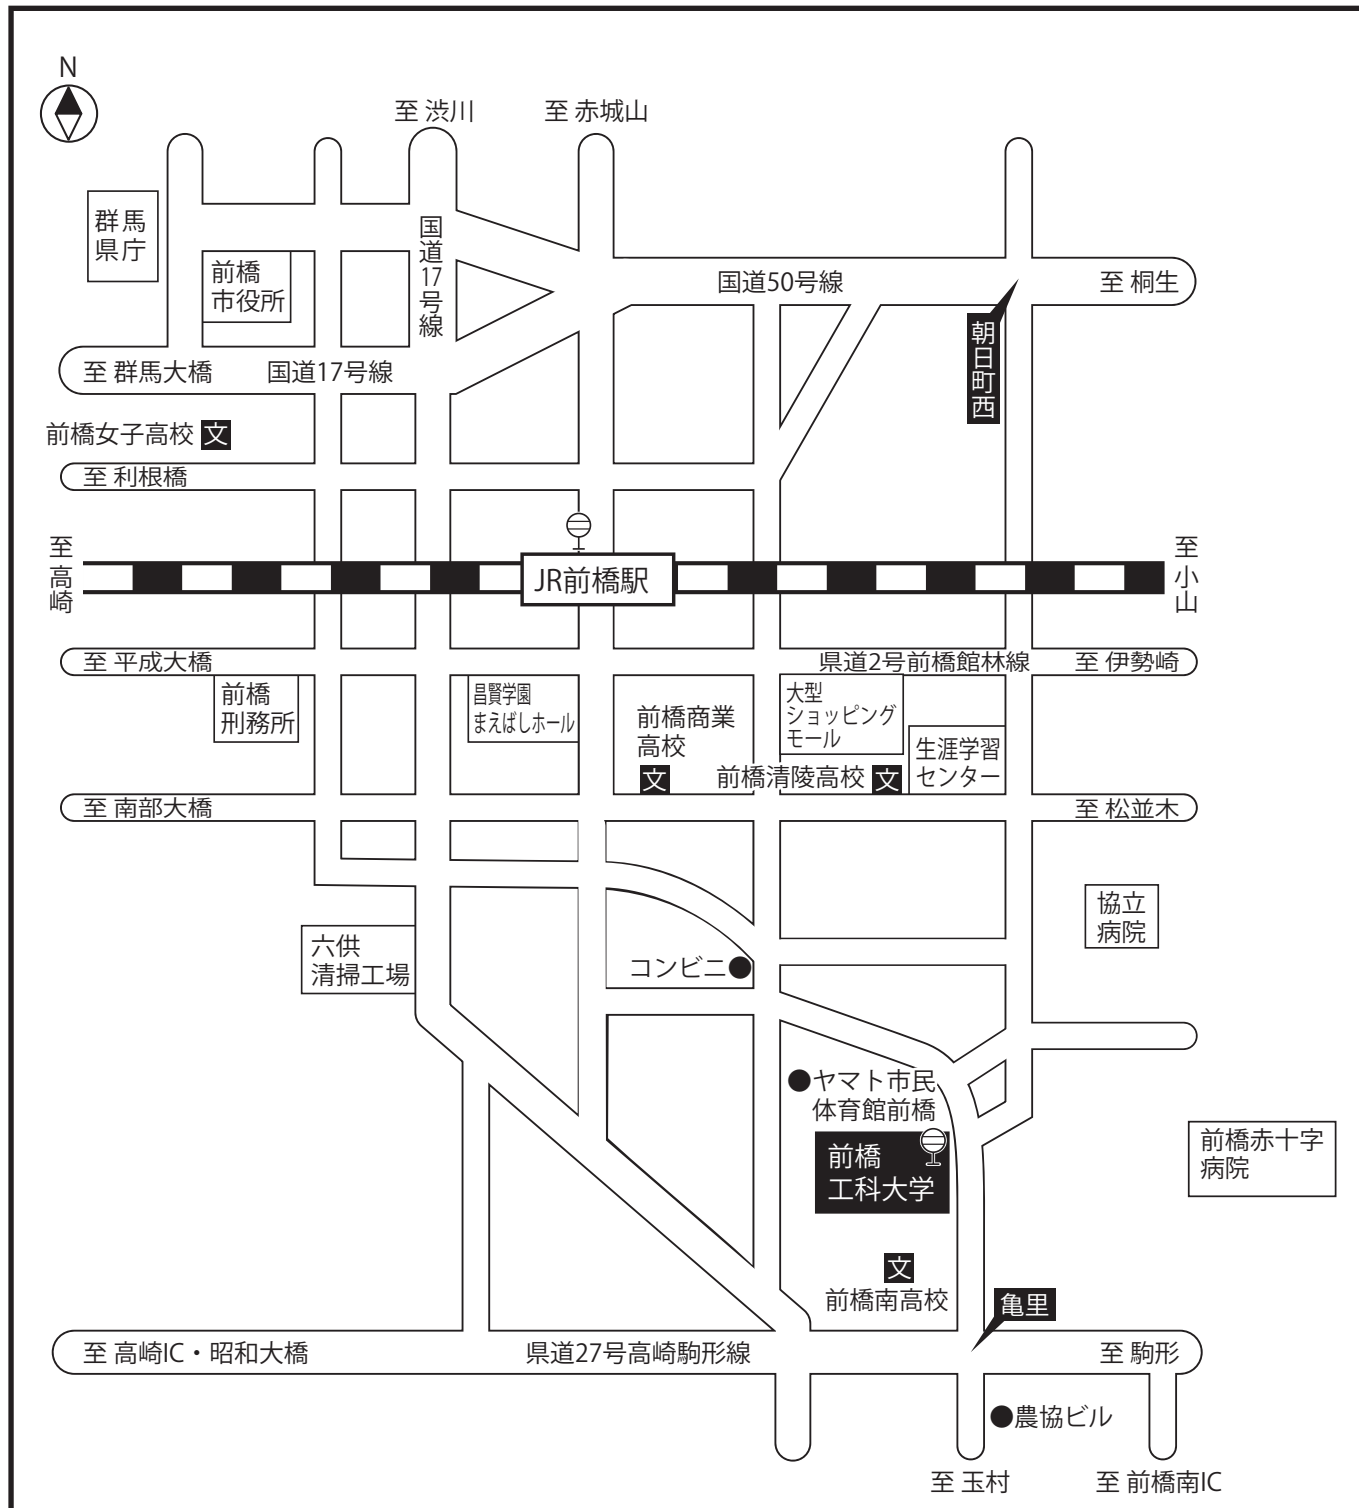 N
至 渋川
至 赤城山
群馬
県庁
前橋
市役所
国道17号線
国道50号線
至 桐生
朝日町西
至 群馬大橋
国道17号線
前橋女子高校 文
至 利根橋
至高崎
JR前橋駅
至小山
至 平成大橋
県道2号前橋館林線
至 伊勢崎
前橋
刑務所
昌賢学園
まえばしホール
前橋商業
高校
文
大型
ショッピング
モール
前橋清陵高校 文
生涯学習
センター
至 南部大橋
至 松並木
協立
病院
六供
清掃工場
コンビニ
ヤマト市民
体育館前橋
前橋
工科大学
前橋赤十字
病院
文
前橋南高校
亀里
至 高崎IC・昭和大橋
県道27号高崎駒形線
至 駒形
農協ビル
至 玉村
至 前橋南IC